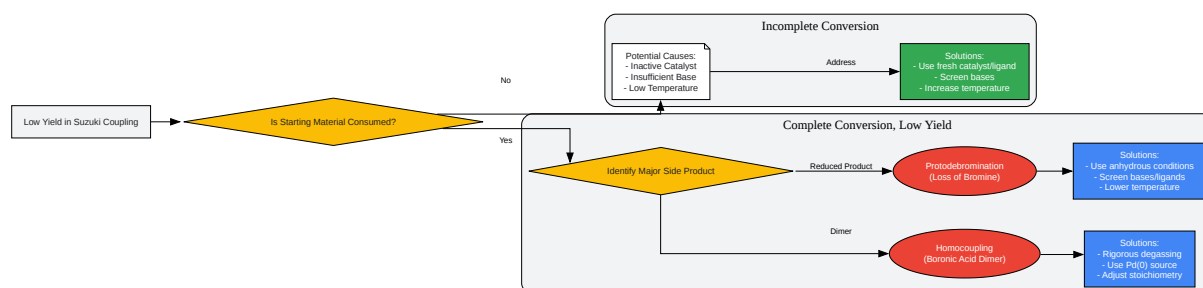 Low Yield in Suzuki Coupling
Is Starting Material Consumed?
No
Yes
Incomplete Conversion
Potential Causes:
- Inactive Catalyst
- Insufficient Base
- Low Temperature
Address
Solutions:
- Use fresh catalyst/ligand
- Screen bases
- Increase temperature
Complete Conversion, Low Yield
Identify Major Side Product
Reduced Product
Protodebromination
(Loss of Bromine)
Solutions:
- Use anhydrous conditions
- Screen bases/ligands
- Lower temperature
Dimer
Homocoupling
(Boronic Acid Dimer)
Solutions:
- Rigorous degassing
- Use Pd(0) source
- Adjust stoichiometry